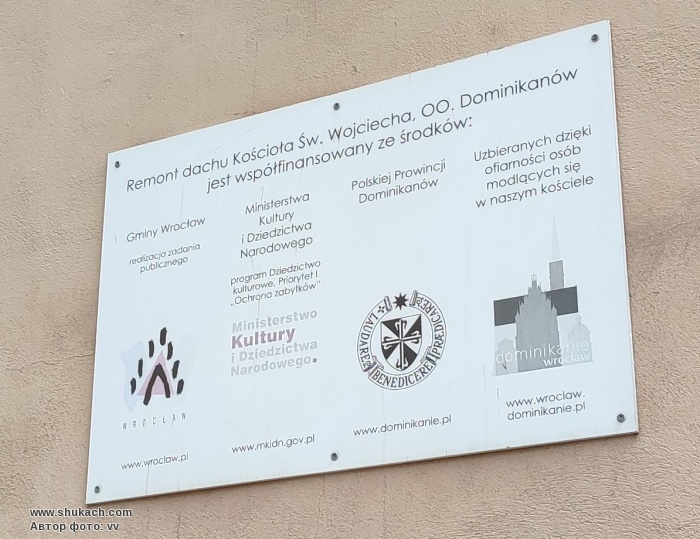 Remont dachu Kościoła Św. Wojciecha, OO. Dominikanów
jest współfinansowany ze środków:
Gminy Wrocław
realizacja zadania
publicznego
WROCLAW
www.wroclaw.pl
Ministerstwa
Kultury
i Dziedzictwa
Narodowego
program Dziedzictwo
kulturowe. Priorytet I
„Ochrona zabytków"
Ministerstwo
Kultury
i Dziedzictwa
Narodowego.
www.mkidn.gov.pl
Polskiej Prowincji
Dominikanów
LAUDARE BENEDICERE PRÆDICARE
www.dominikanie.pl
Uzbieranych dzięki
ofiarności osób
modlących się
w naszym kościele
dominikanie
wrocław
www.wroclaw.
dominikanie.pl
www.shukach.com
Автор фото: vv